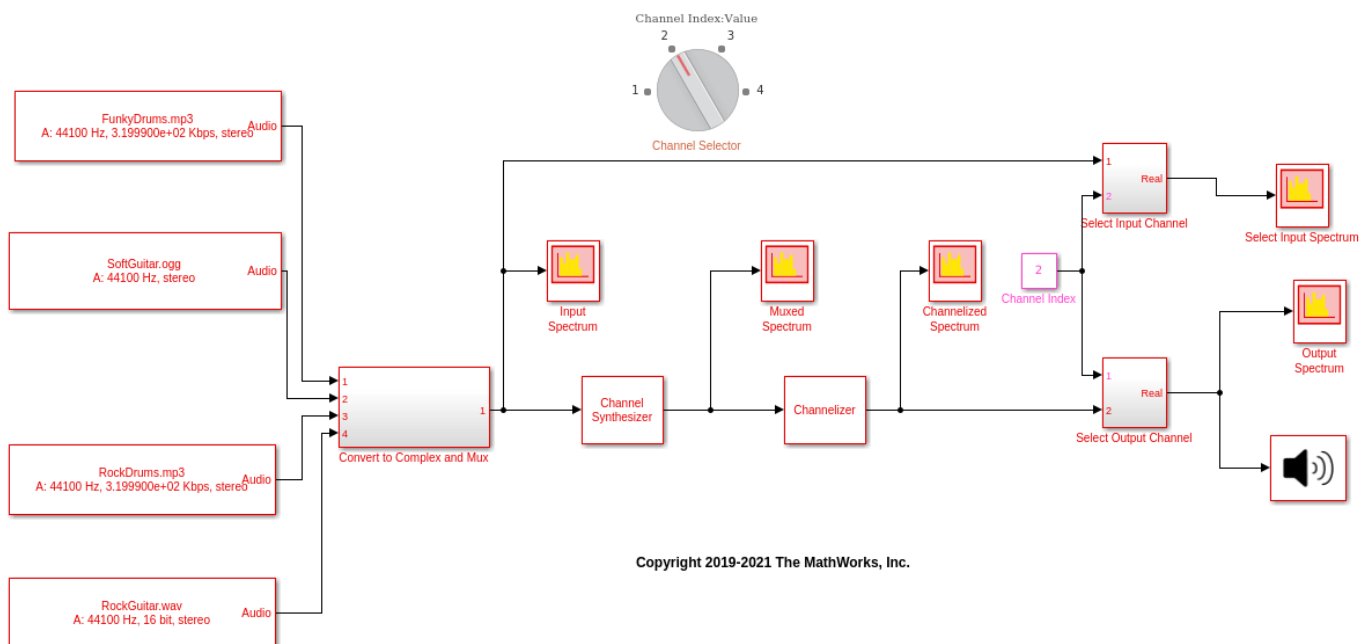 Channel Index:Value
2
3
1
4
Channel Selector
FunkyDrums.mp3
A: 44100 Hz, 3.199900e+02 Kbps, stereo
Audio
SoftGuitar.ogg
A: 44100 Hz, stereo
Audio
RockDrums.mp3
A: 44100 Hz, 3.199900e+02 Kbps, stereo
Audio
RockGuitar.wav
A: 44100 Hz, 16 bit, stereo
Audio
1
2
3
4
1
Convert to Complex and Mux
Input
Spectrum
Channel
Synthesizer
Muxed
Spectrum
Channelizer
Channelized
Spectrum
2
Channel Index
1
2
Real
Select Input Channel
Select Input Spectrum
1
2
Real
Select Output Channel
Output
Spectrum
Copyright 2019-2021 The MathWorks, Inc.